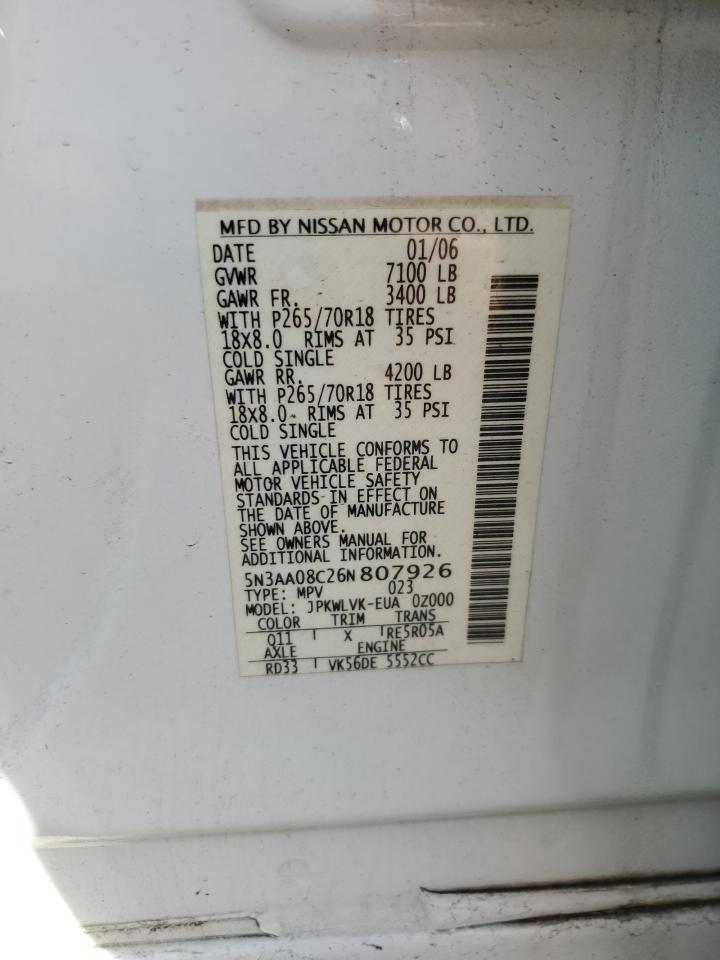 MFD BY NISSAN MOTOR CO., LTD.
DATE 01/06
GVWR 7100 LB
GAWR FR. 3400 LB
WITH P265/70R18 TIRES
18X8.0 RIMS AT 35 PSI
COLD SINGLE
GAWR RR. 4200 LB
WITH P265/70R18 TIRES
18X8.0 RIMS AT 35 PSI
COLD SINGLE
THIS VEHICLE CONFORMS TO
ALL APPLICABLE FEDERAL
MOTOR VEHICLE SAFETY
STANDARDS IN EFFECT ON
THE DATE OF MANUFACTURE
SHOWN ABOVE.
SEE OWNERS MANUAL FOR
ADDITIONAL INFORMATION.
5N3AA08C26N807926
TYPE: MPV 023
MODEL: JPKWLVK-EUA 0Z000
COLOR TRIM TRANS
Q11 X RE5R05A
AXLE ENGINE
RD33 VK56DE 5552CC